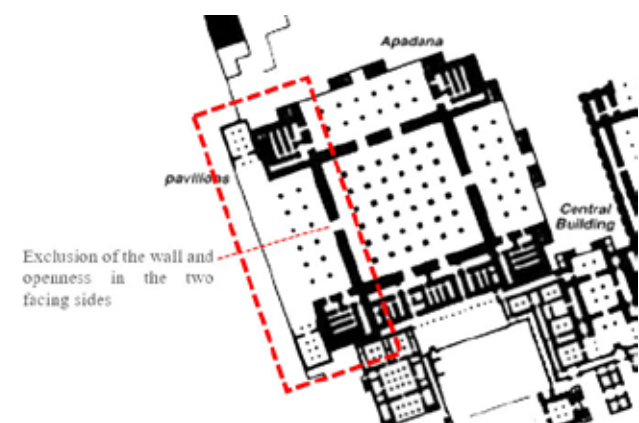 Apadana
pavilions
Central
Building
Exclusion of the wall and
openness in the two
facing sides